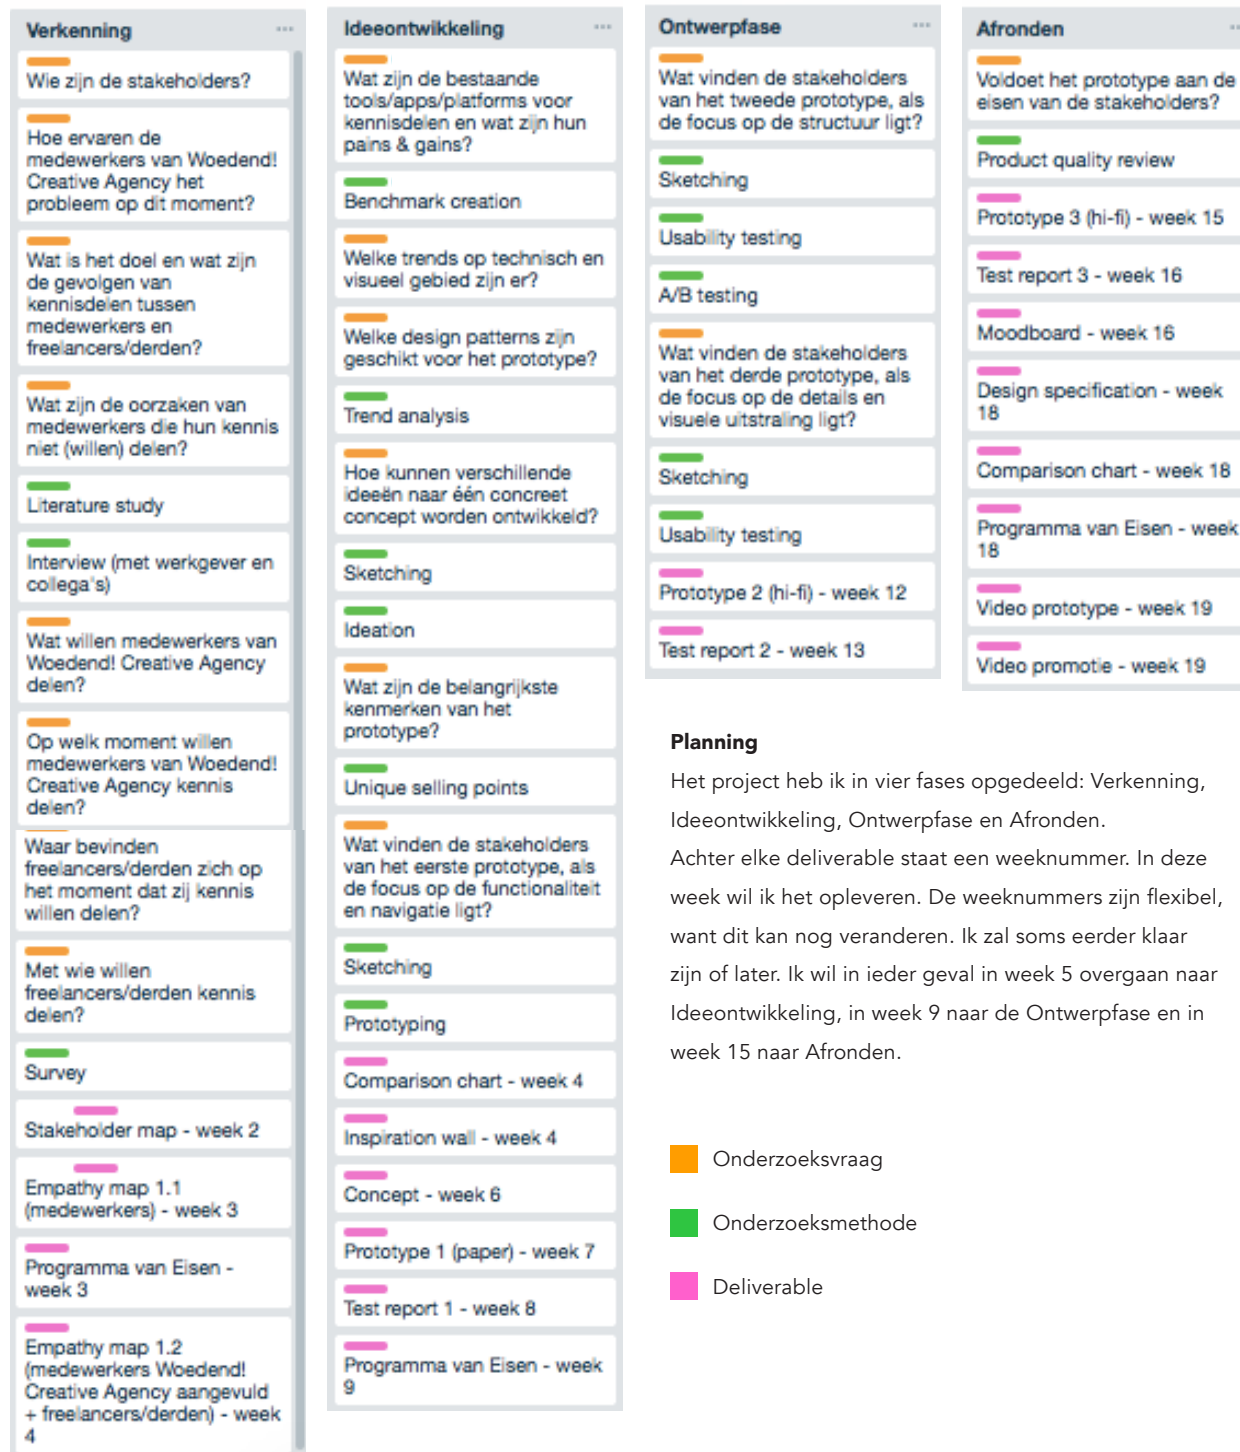 Verkenning
Wie zijn de stakeholders?
Hoe ervaren de
medewerkers van Woedend!
Creative Agency het
probleem op dit moment?
Wat is het doel en wat zijn
de gevolgen van
kennisdelen tussen
medewerkers en
freelancers/derden?
Wat zijn de oorzaken van
medewerkers die hun kennis
niet (willen) delen?
Literature study
Interview (met werkgever en
collega's)
Wat willen medewerkers van
Woedend! Creative Agency
delen?
Op welk moment willen
medewerkers van Woedend!
Creative Agency kennis
delen?
Waar bevinden
freelancers/derden zich op
het moment dat zij kennis
willen delen?
Met wie willen
freelancers/derden kennis
delen?
Survey
Stakeholder map - week 2
Empathy map 1.1
(medewerkers) - week 3
Programma van Eisen -
week 3
Empathy map 1.2
(medewerkers Woedend!
Creative Agency aangevuld
+ freelancers/derden) - week
4
Ideeontwikkeling
Wat zijn de bestaande
tools/apps/platforms voor
kennisdelen en wat zijn hun
pains & gains?
Benchmark creation
Welke trends op technisch en
visueel gebied zijn er?
Welke design patterns zijn
geschikt voor het prototype?
Trend analysis
Hoe kunnen verschillende
ideeën naar één concreet
concept worden ontwikkeld?
Sketching
Ideation
Wat zijn de belangrijkste
kenmerken van het
prototype?
Unique selling points
Wat vinden de stakeholders
van het eerste prototype, als
de focus op de functionaliteit
en navigatie ligt?
Sketching
Prototyping
Comparison chart - week 4
Inspiration wall - week 4
Concept - week 6
Prototype 1 (paper) - week 7
Test report 1 - week 8
Programma van Eisen - week
9
Ontwerpfase
Wat vinden de stakeholders
van het tweede prototype, als
de focus op de structuur ligt?
Sketching
Usability testing
A/B testing
Wat vinden de stakeholders
van het derde prototype, als
de focus op de details en
visuele uitstraling ligt?
Sketching
Usability testing
Prototype 2 (hi-fi) - week 12
Test report 2 - week 13
Afronden
Voldoet het prototype aan de
eisen van de stakeholders?
Product quality review
Prototype 3 (hi-fi) - week 15
Test report 3 - week 16
Moodboard - week 16
Design specification - week
18
Comparison chart - week 18
Programma van Eisen - week
18
Video prototype - week 19
Video promotie - week 19
Planning
Het project heb ik in vier fases opgedeeld: Verkenning,
Ideeontwikkeling, Ontwerpfase en Afronden.
Achter elke deliverable staat een weeknummer. In deze
week wil ik het opleveren. De weeknummers zijn flexibel,
want dit kan nog veranderen. Ik zal soms eerder klaar
zijn of later. Ik wil in ieder geval in week 5 overgaan naar
Ideeontwikkeling, in week 9 naar de Ontwerpfase en in
week 15 naar Afronden.
Onderzoeksvraag
Onderzoeksmethode
Deliverable